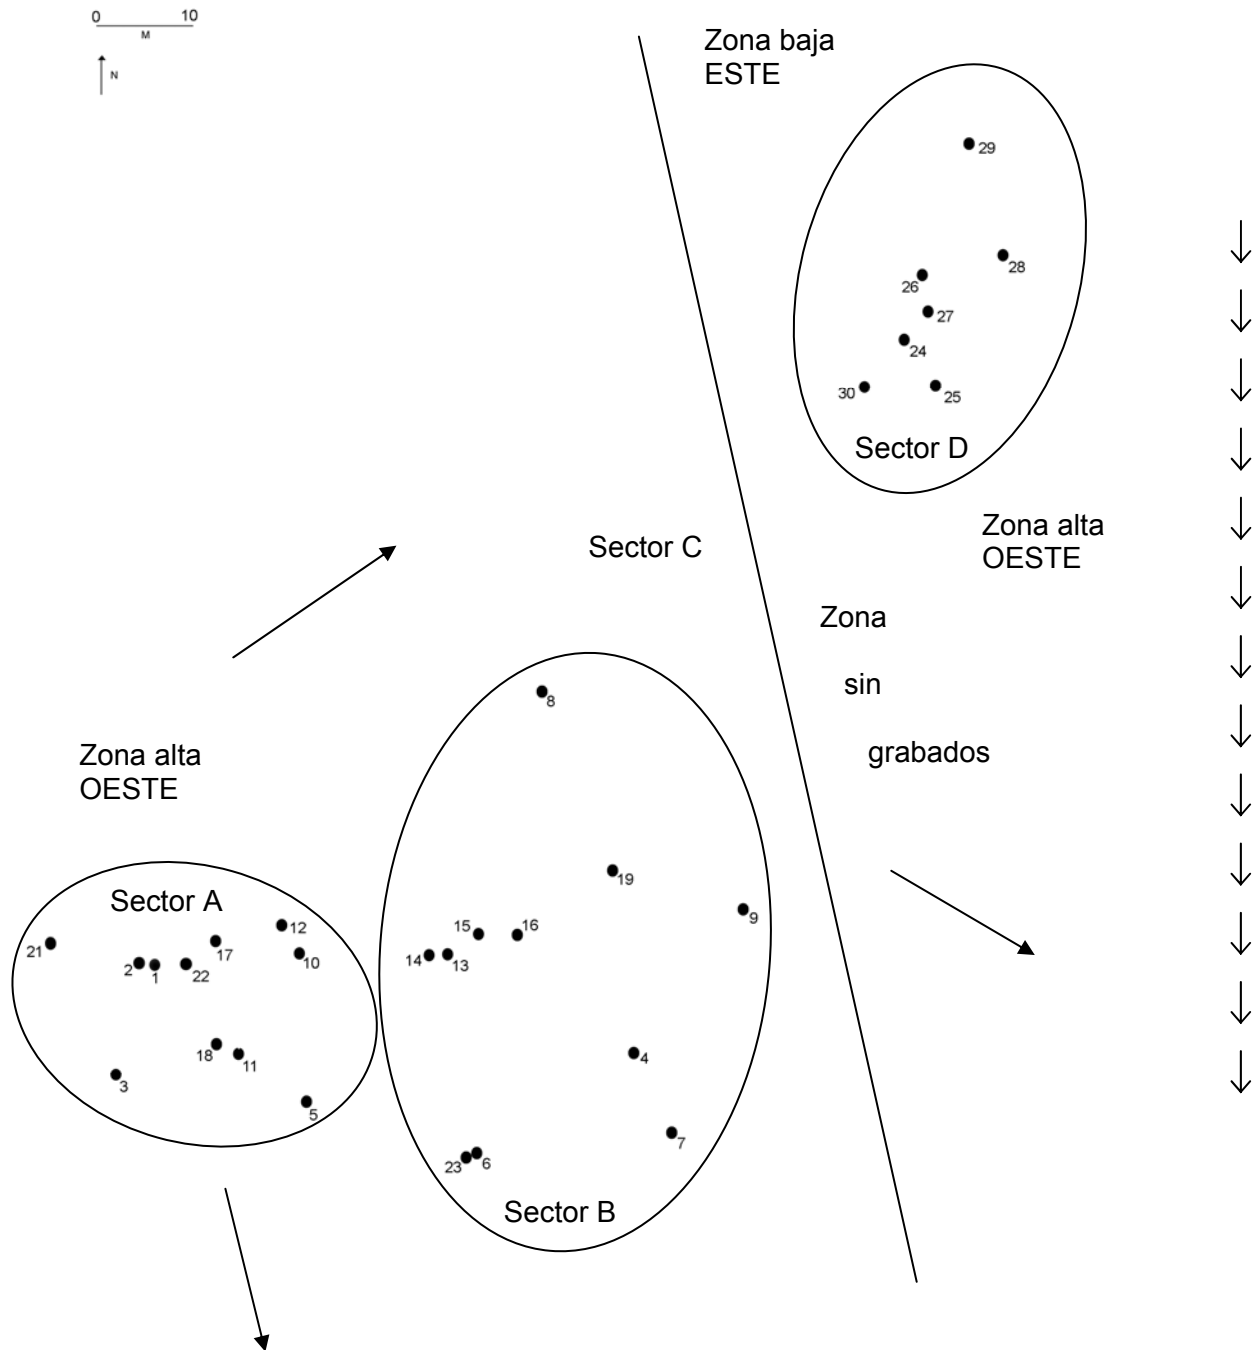 0 10
M
N
Zona baja
ESTE
29
28
26
27
24
30
25
Sector D
Zona alta
OESTE
Sector C
Zona
sin
grabados
8
Zona alta
OESTE
19
9
15
16
14
13
4
7
23
6
Sector B
Sector A
12
21
17
10
2
1
22
18
11
3
5